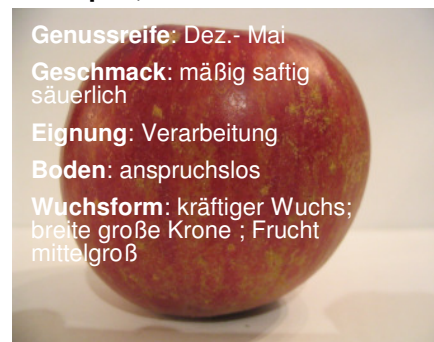 Genussreife: Dez.- Mai
Geschmack: mäßig saftig
säuerlich
Eignung: Verarbeitung
Boden: anspruchslos
Wuchsform: kräftiger Wuchs;
breite große Krone ; Frucht
mittelgroß